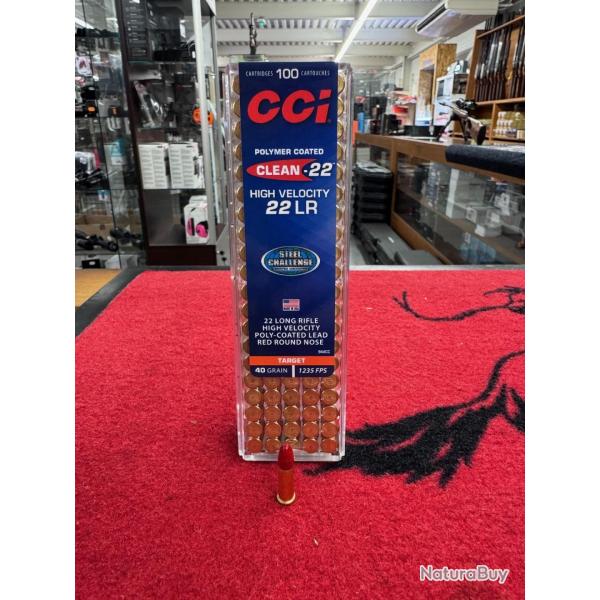 CARTRIDGES 100 CARTOUCHES
CCI
POLYMER COATED
CLEAN-22
HIGH VELOCITY
22 LR
STEEL
CHALLENGE
22 LONG RIFLE
HIGH VELOCITY
POLY-COATED LEAD
RED ROUND NOSE
TARGET
40 GRAIN 1235 FPS
NaturaBuy